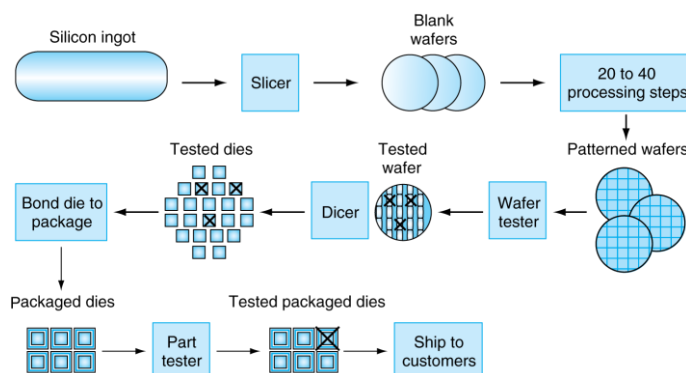 Silicon ingot
Slicer
Blank
wafers
20 to 40
processing steps
Patterned wafers
Wafer
tester
Tested
wafer
Dicer
Tested dies
Bond die to
package
Packaged dies
Part
tester
Tested packaged dies
Ship to
customers